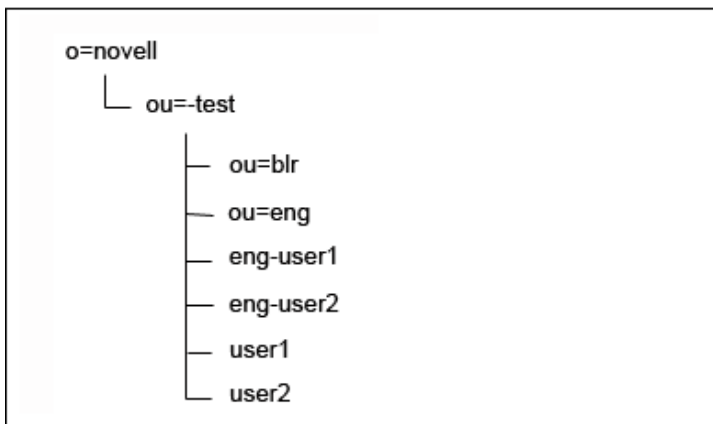 o=novell
ou=-test
ou=blr
ou=eng
eng-user1
eng-user2
user1
user2